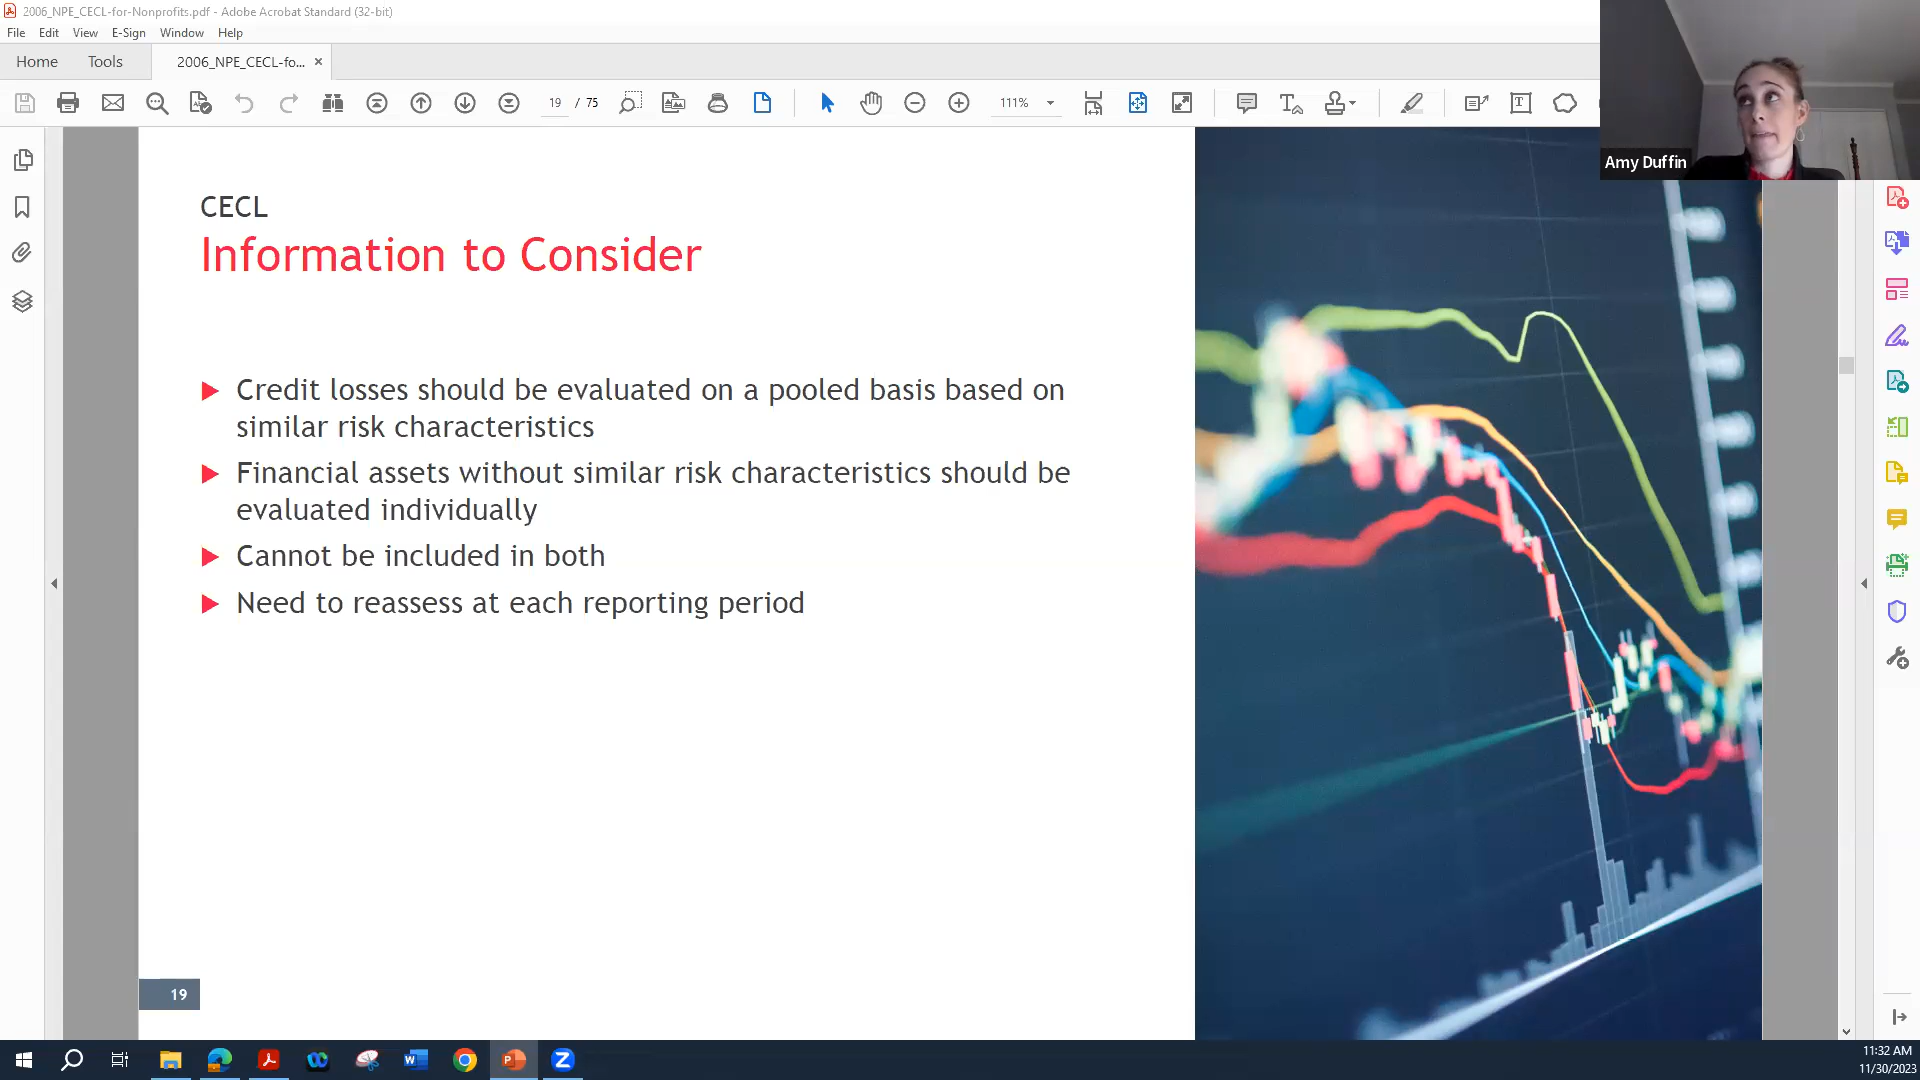 2006_NPE_CECL-for-Nonprofits.pdf - Adobe Acrobat Standard (32-bit)
File Edit View E-Sign Window Help
Home Tools 2006_NPE_CECL-fo... ×
19 / 75 111%
Amy Duffin
CECL
Information to Consider
Credit losses should be evaluated on a pooled basis based on
similar risk characteristics
Financial assets without similar risk characteristics should be
evaluated individually
Cannot be included in both
Need to reassess at each reporting period
19
11:32 AM
11/30/2023